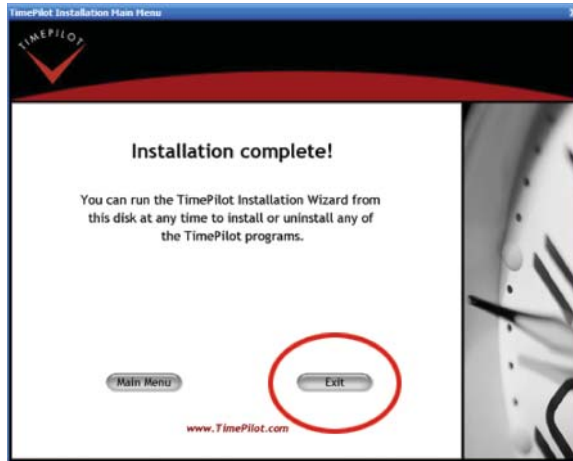 TimePilot Installation Main Menu
TIMEPILOT
Installation complete!
You can run the TimePilot Installation Wizard from
this disk at any time to install or uninstall any of
the TimePilot programs.
Main Menu
Exit
www.TimePilot.com